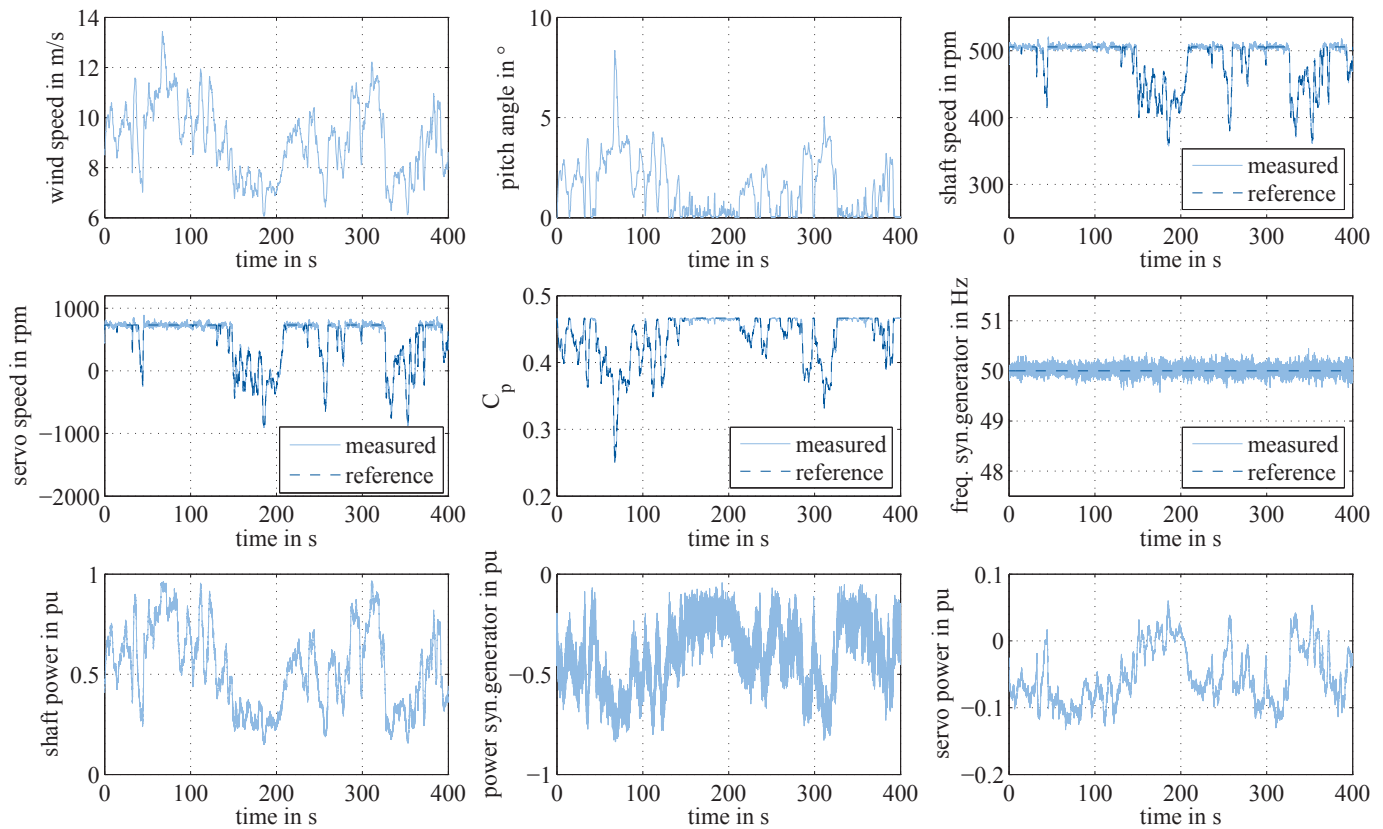 wind speed in m/s
14
12
10
8
6
0 100 200 300 400
time in s
pitch angle in °
10
5
0
0 100 200 300 400
time in s
shaft speed in rpm
500
400
300
measured
reference
0 100 200 300 400
time in s
servo speed in rpm
1000
0
−1000
−2000
measured
reference
0 100 200 300 400
time in s
Cp
0.5
0.4
0.3
0.2
measured
reference
0 100 200 300 400
time in s
freq. syn.generator in Hz
51
50
49
48
measured
reference
0 100 200 300 400
time in s
shaft power in pu
1
0.5
0
0 100 200 300 400
time in s
power syn.generator in pu
−0
−0.5
−1
0 100 200 300 400
time in s
servo power in pu
0.1
0
−0.1
−0.2
0 100 200 300 400
time in s